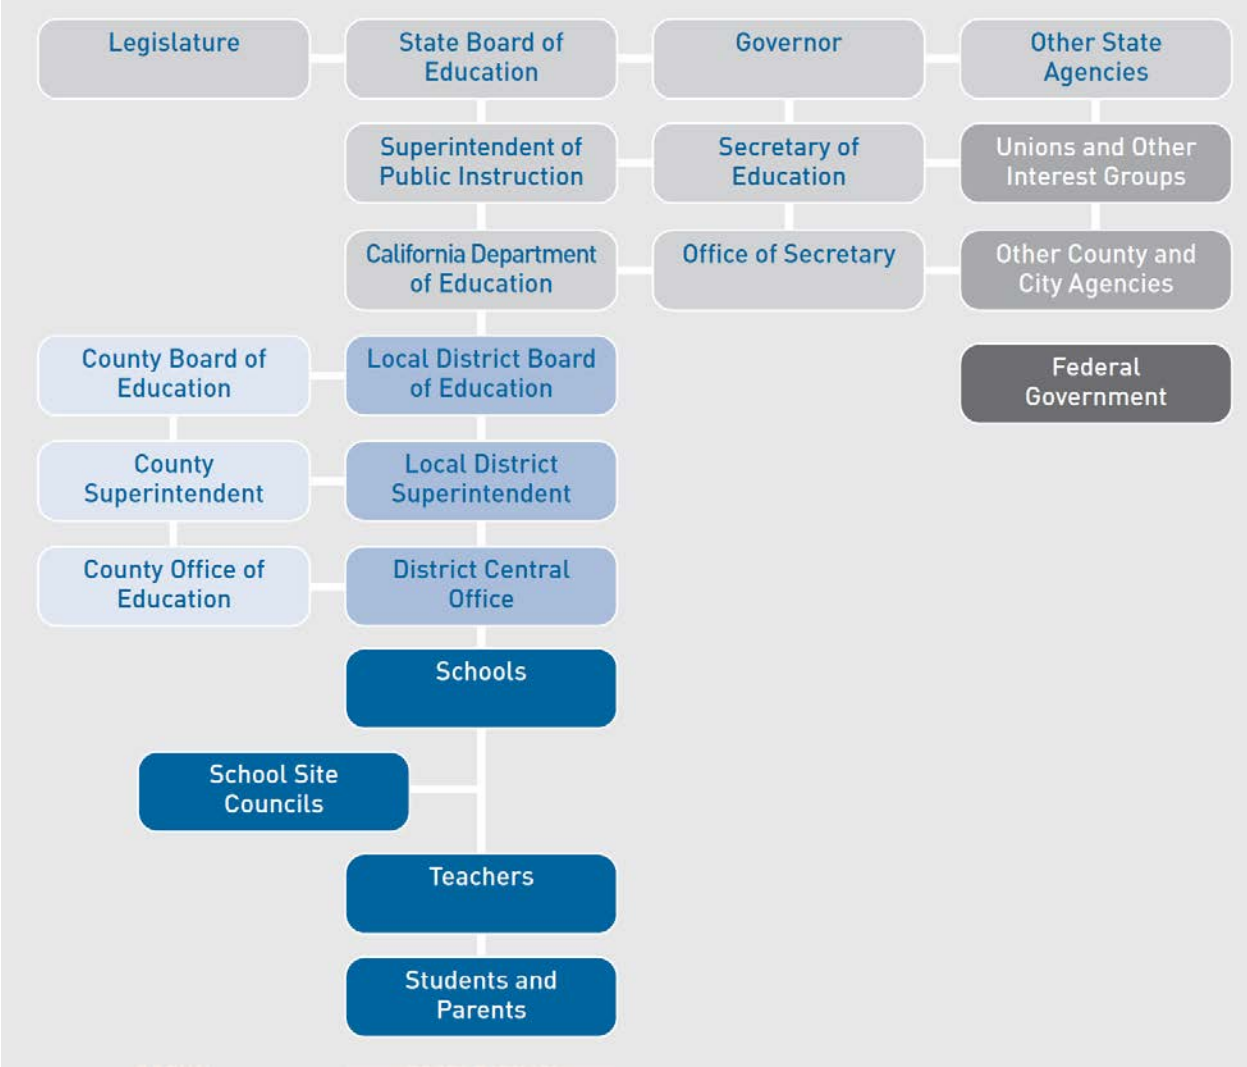 Legislature
State Board of
Education
Governor
Other State
Agencies
Superintendent of
Public Instruction
Secretary of
Education
Unions and Other
Interest Groups
California Department
of Education
Office of Secretary
Other County and
City Agencies
County Board of
Education
Local District Board
of Education
Federal
Government
County
Superintendent
Local District
Superintendent
County Office of
Education
District Central
Office
Schools
School Site
Councils
Teachers
Students and
Parents